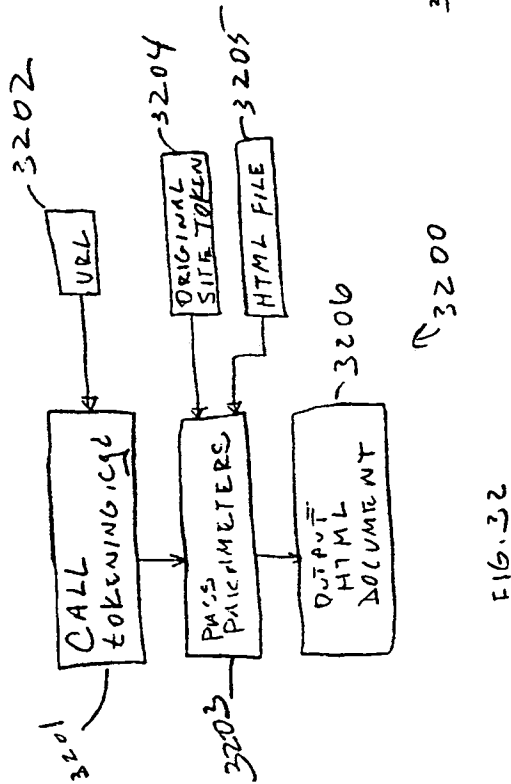 3201
CALL
tokening.cgi
URL
3202
3203
PASS
PARAMETERS
ORIGINAL
SITE TOKEN
3204
HTML FILE
3205
OUTPUT
HTML
DOCUMENT
3206
3200
FIG.32